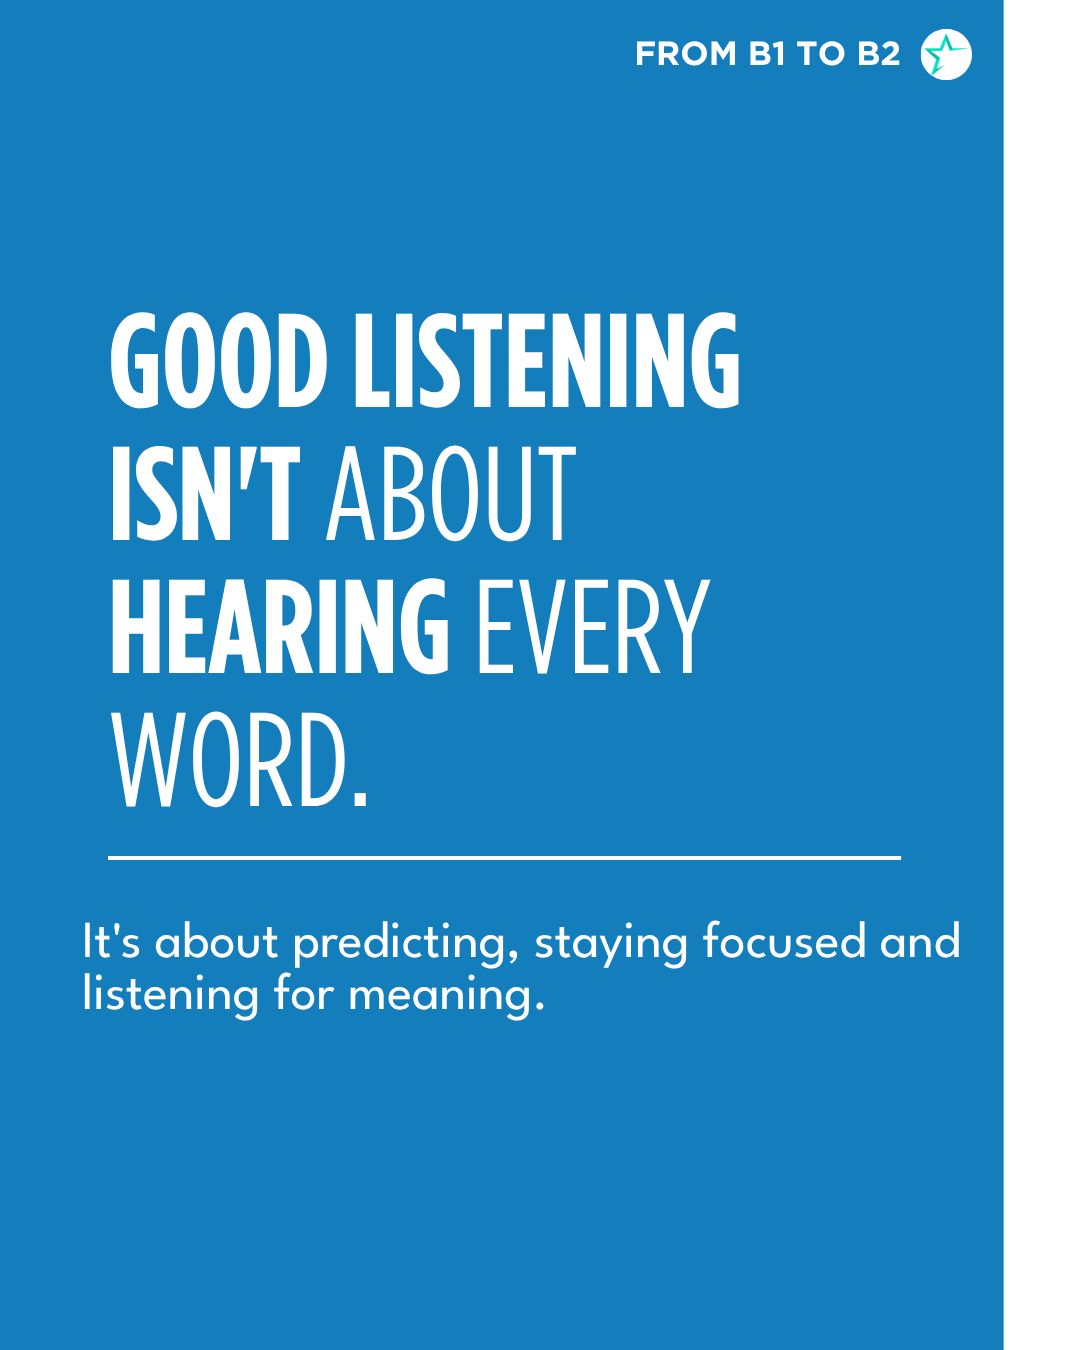 FROM B1 TO B2
GOOD LISTENING
ISN'T ABOUT
HEARING EVERY
WORD.
It's about predicting, staying focused and
listening for meaning.